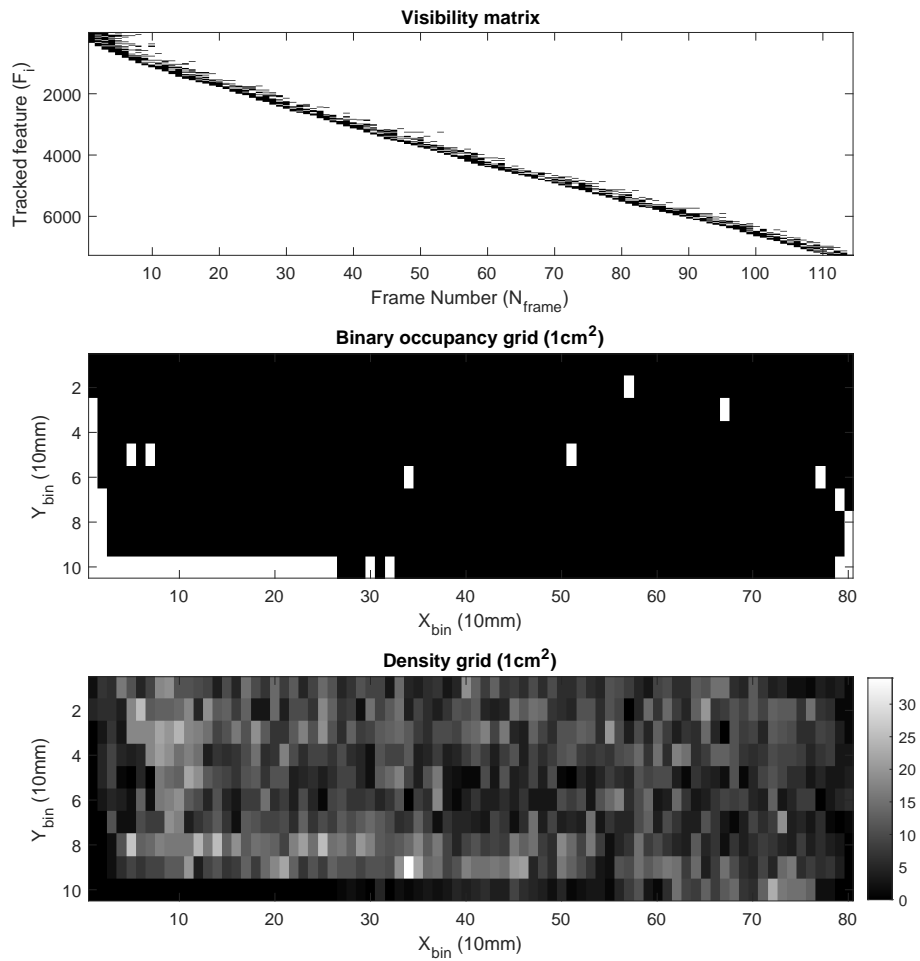 Visibility matrix
2000
4000
6000
Tracked feature (F_i)
10 20 30 40 50 60 70 80 90 100 110
Frame Number (N_frame)
Binary occupancy grid (1cm²)
2
4
6
8
10
Y_bin (10mm)
10 20 30 40 50 60 70 80
X_bin (10mm)
Density grid (1cm²)
2
4
6
8
10
Y_bin (10mm)
10 20 30 40 50 60 70 80
X_bin (10mm)
30
25
20
15
10
5
0